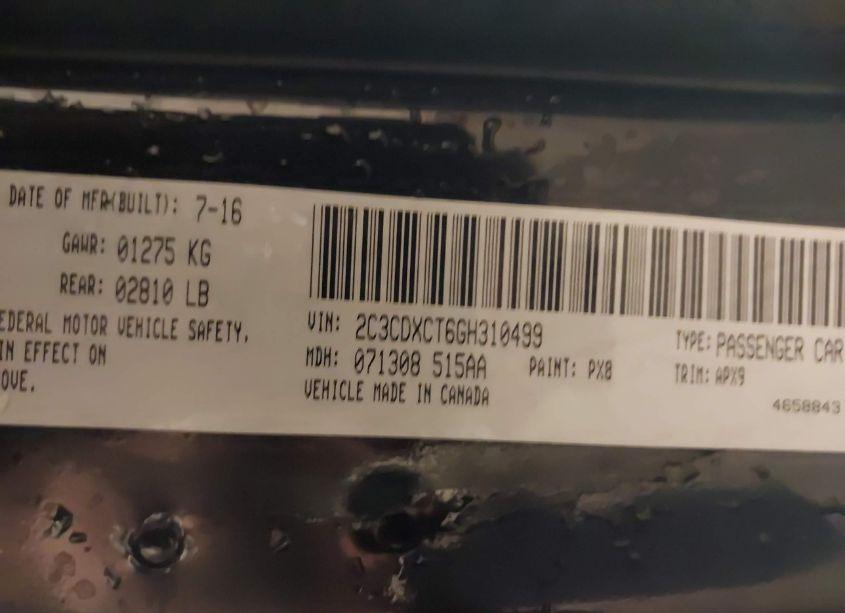 DATE OF MFR(BUILT): 7-16
GAWR: 01275 KG
REAR: 02810 LB
EDERAL MOTOR VEHICLE SAFETY,
IN EFFECT ON
OVE.
VIN: 2C3CDXCT6GH310499
TYPE: PASSENGER CAR
MDH: 071308 515AA
PAINT: PX8
TRIM: APX9
VEHICLE MADE IN CANADA
4658843